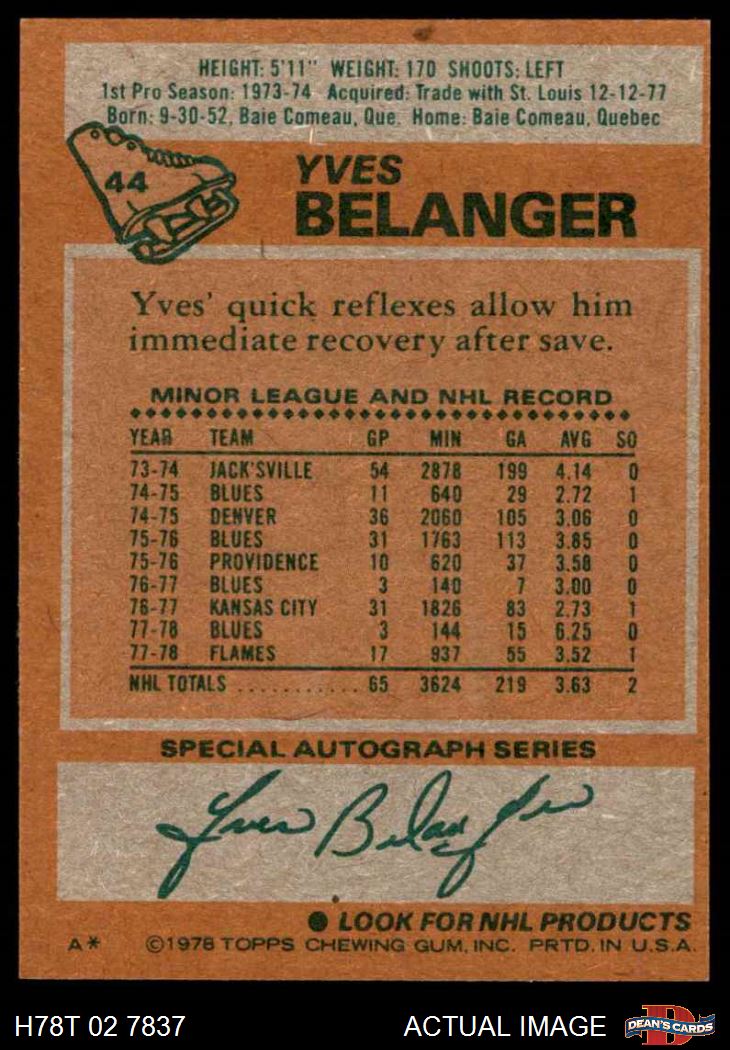 HEIGHT: 5'11" WEIGHT: 170 SHOOTS: LEFT
1st Pro Season: 1973-74 Acquired: Trade with St. Louis 12-12-77
Born: 9-30-52, Baie Comeau, Que. Home: Baie Comeau, Quebec
44
YVES
BELANGER
Yves' quick reflexes allow him
immediate recovery after save.
MINOR LEAGUE AND NHL RECORD
YEAR TEAM GP MIN GA AVG SO
73-74 JACK'SVILLE 54 2878 199 4.14 0
74-75 BLUES 11 640 29 2.72 1
74-75 DENVER 36 2060 105 3.06 0
75-76 BLUES 31 1763 113 3.85 0
75-76 PROVIDENCE 10 620 37 3.58 0
76-77 BLUES 3 140 7 3.00 0
76-77 KANSAS CITY 31 1826 83 2.73 1
77-78 BLUES 3 144 15 6.25 0
77-78 FLAMES 17 937 55 3.52 1
NHL TOTALS ........... 65 3624 219 3.63 2
SPECIAL AUTOGRAPH SERIES
Yves Belanger
● LOOK FOR NHL PRODUCTS
A* ©1978 TOPPS CHEWING GUM, INC. PRTD. IN U.S.A.
H78T 02 7837 ACTUAL IMAGE D DEAN'S CARDS